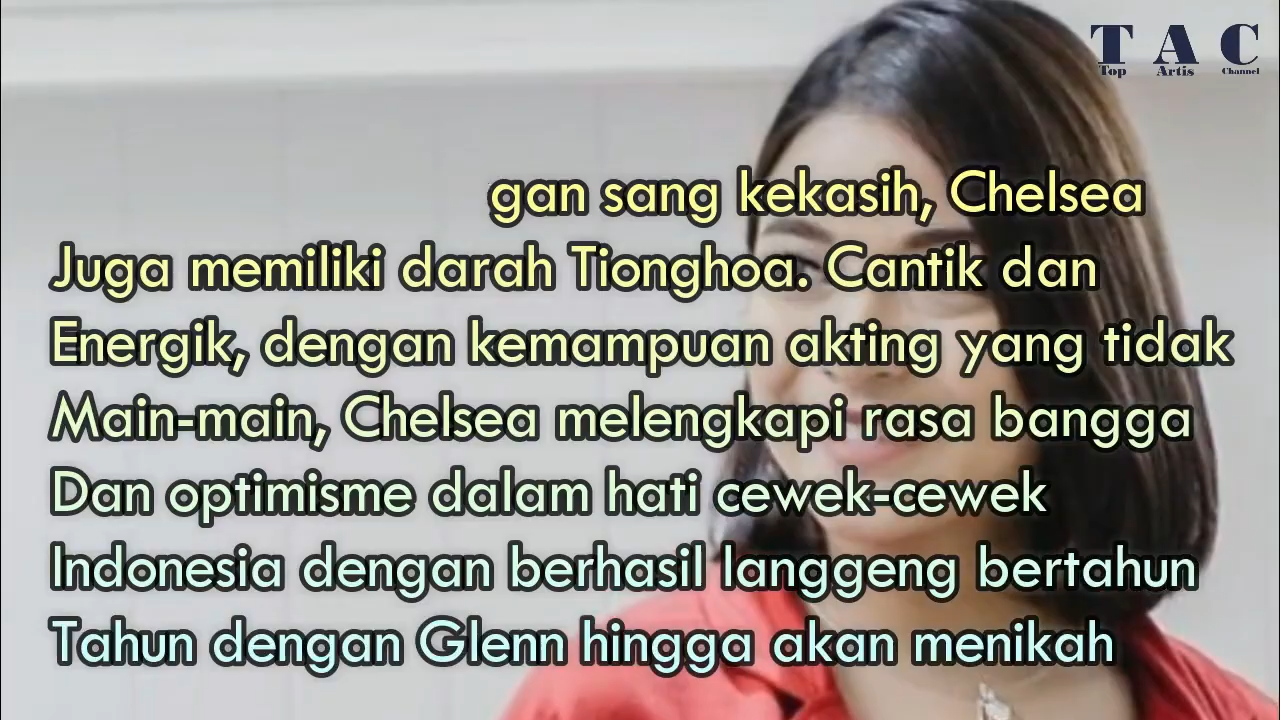 T A C
Top Artis Channel
gan sang kekasih, Chelsea
Juga memiliki darah Tionghoa. Cantik dan
Energik, dengan kemampuan akting yang tidak
Main-main, Chelsea melengkapi rasa bangga
Dan optimisme dalam hati cewek-cewek
Indonesia dengan berhasil langgeng bertahun
Tahun dengan Glenn hingga akan menikah